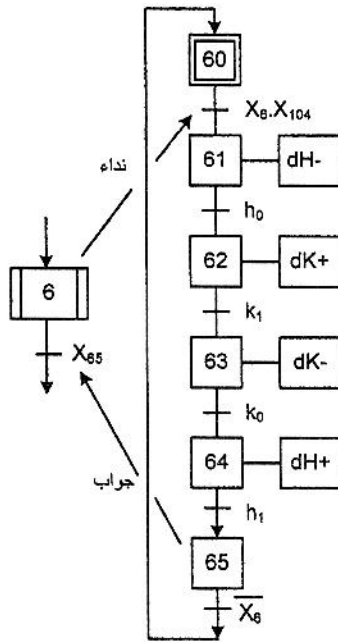 60
X₆.X₁₀₄
61 dH-
نداء
h₀
62 dK+
6
k₁
X₆₅
63 dK-
k₀
64 dH+
جواب
h₁
65
X̅₆̅